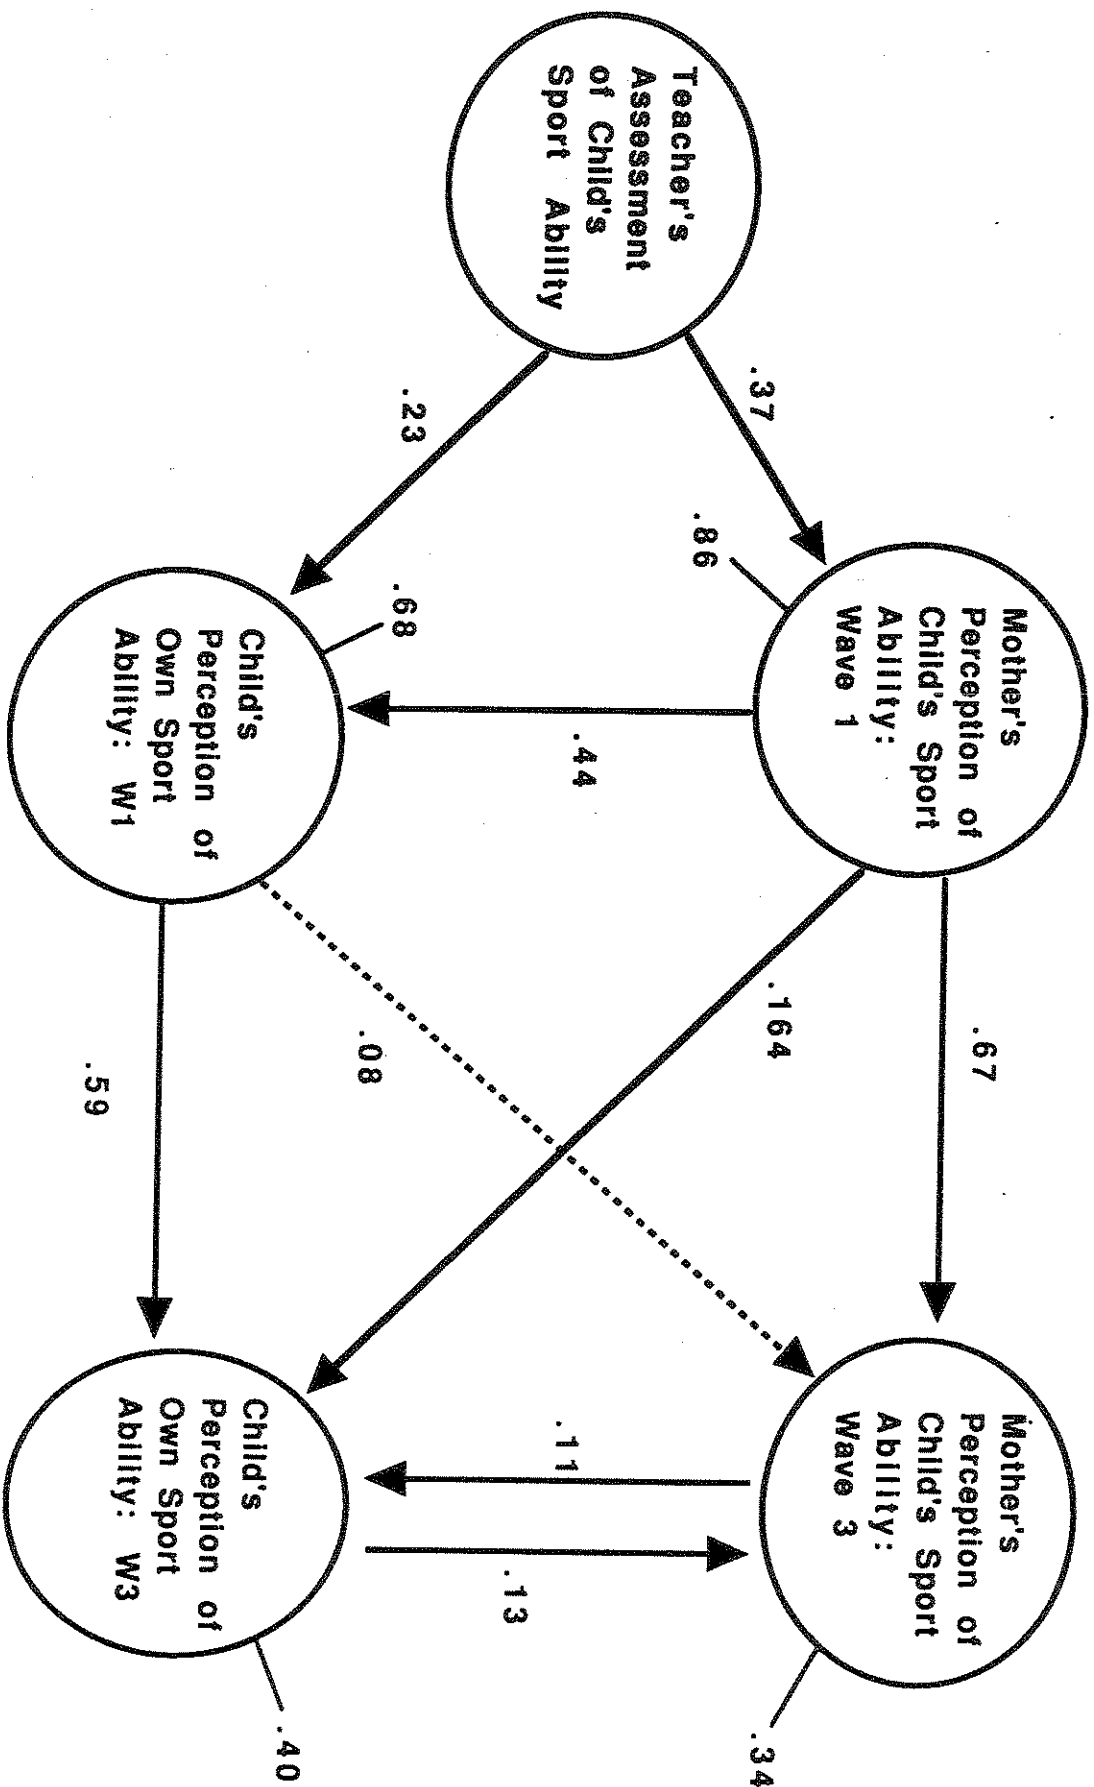 Teacher's
Assessment
of Child's
Sport Ability
.37
.23
Mother's
Perception of
Child's Sport
Ability:
Wave 1
.86
.68
.44
Child's
Perception of
Own Sport
Ability: W1
.67
.164
.08
.59
Mother's
Perception of
Child's Sport
Ability:
Wave 3
.11
.13
Child's
Perception of
Own Sport
Ability: W3
.34
.40